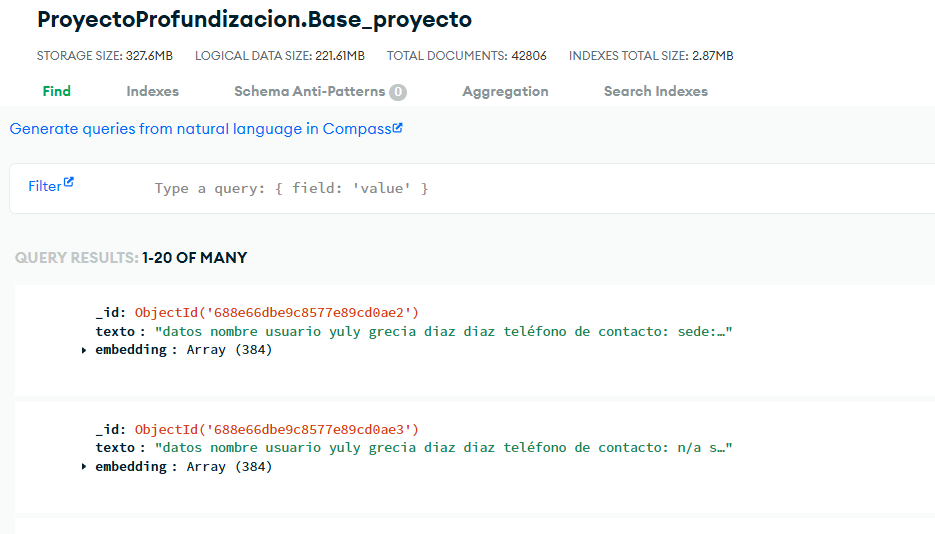 ProyectoProfundizacion.Base_proyecto
STORAGE SIZE: 327.6MB LOGICAL DATA SIZE: 221.61MB TOTAL DOCUMENTS: 42806 INDEXES TOTAL SIZE: 2.87MB
Find Indexes Schema Anti-Patterns 0 Aggregation Search Indexes
Generate queries from natural language in Compass
Filter Type a query: { field: 'value' }
QUERY RESULTS: 1-20 OF MANY
_id: ObjectId('688e66dbe9c8577e89cd0ae2')
texto : "datos nombre usuario yuly grecia diaz diaz teléfono de contacto: sede:…"
embedding : Array (384)
_id: ObjectId('688e66dbe9c8577e89cd0ae3')
texto : "datos nombre usuario yuly grecia diaz diaz teléfono de contacto: n/a s…"
embedding : Array (384)